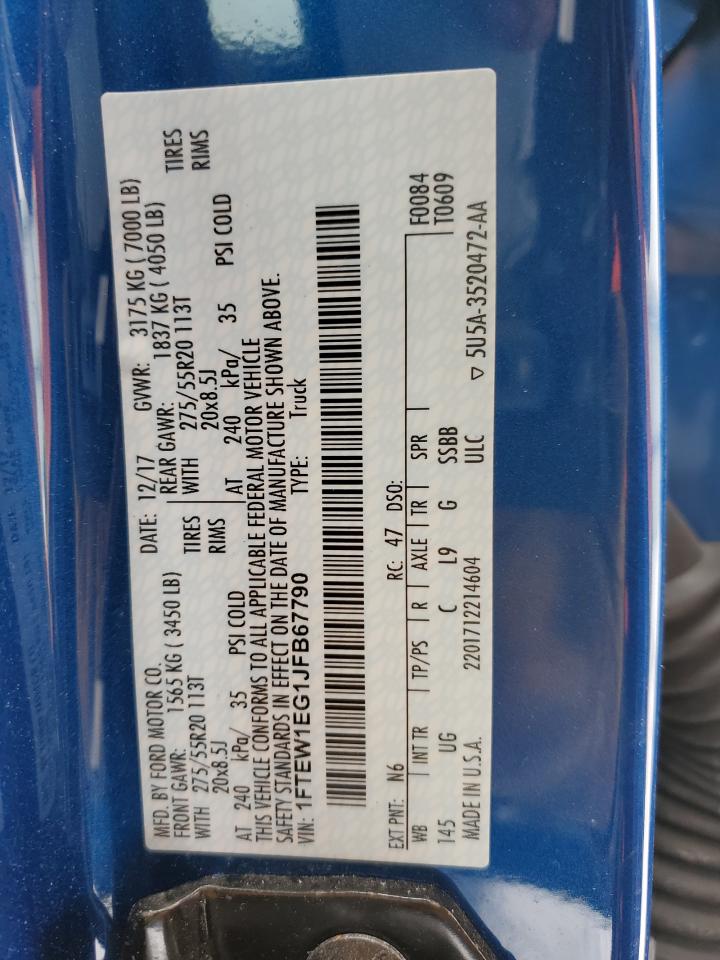 MFD. BY FORD MOTOR CO. DATE: 12/17 GVWR: 3175 KG ( 7000 LB)
FRONT GAWR: 1565 KG ( 3450 LB) REAR GAWR: 1837 KG ( 4050 LB)
WITH 275/55R20 113T TIRES WITH 275/55R20 113T TIRES
20x8.5J RIMS 20x8.5J RIMS
AT 240 kPa/ 35 PSI COLD AT 240 kPa/ 35 PSI COLD
THIS VEHICLE CONFORMS TO ALL APPLICABLE FEDERAL MOTOR VEHICLE
SAFETY STANDARDS IN EFFECT ON THE DATE OF MANUFACTURE SHOWN ABOVE.
VIN: 1FTEW1EG1JFB67790 TYPE: Truck
EXT PNT: N6 RC: 47 DSO: F0084
WB INT TR TP/PS R AXLE TR SPR T0609
145 UG C L9 G SSBB
MADE IN U.S.A. 2201712214604 ULC ▽ 5U5A-3520472-AA